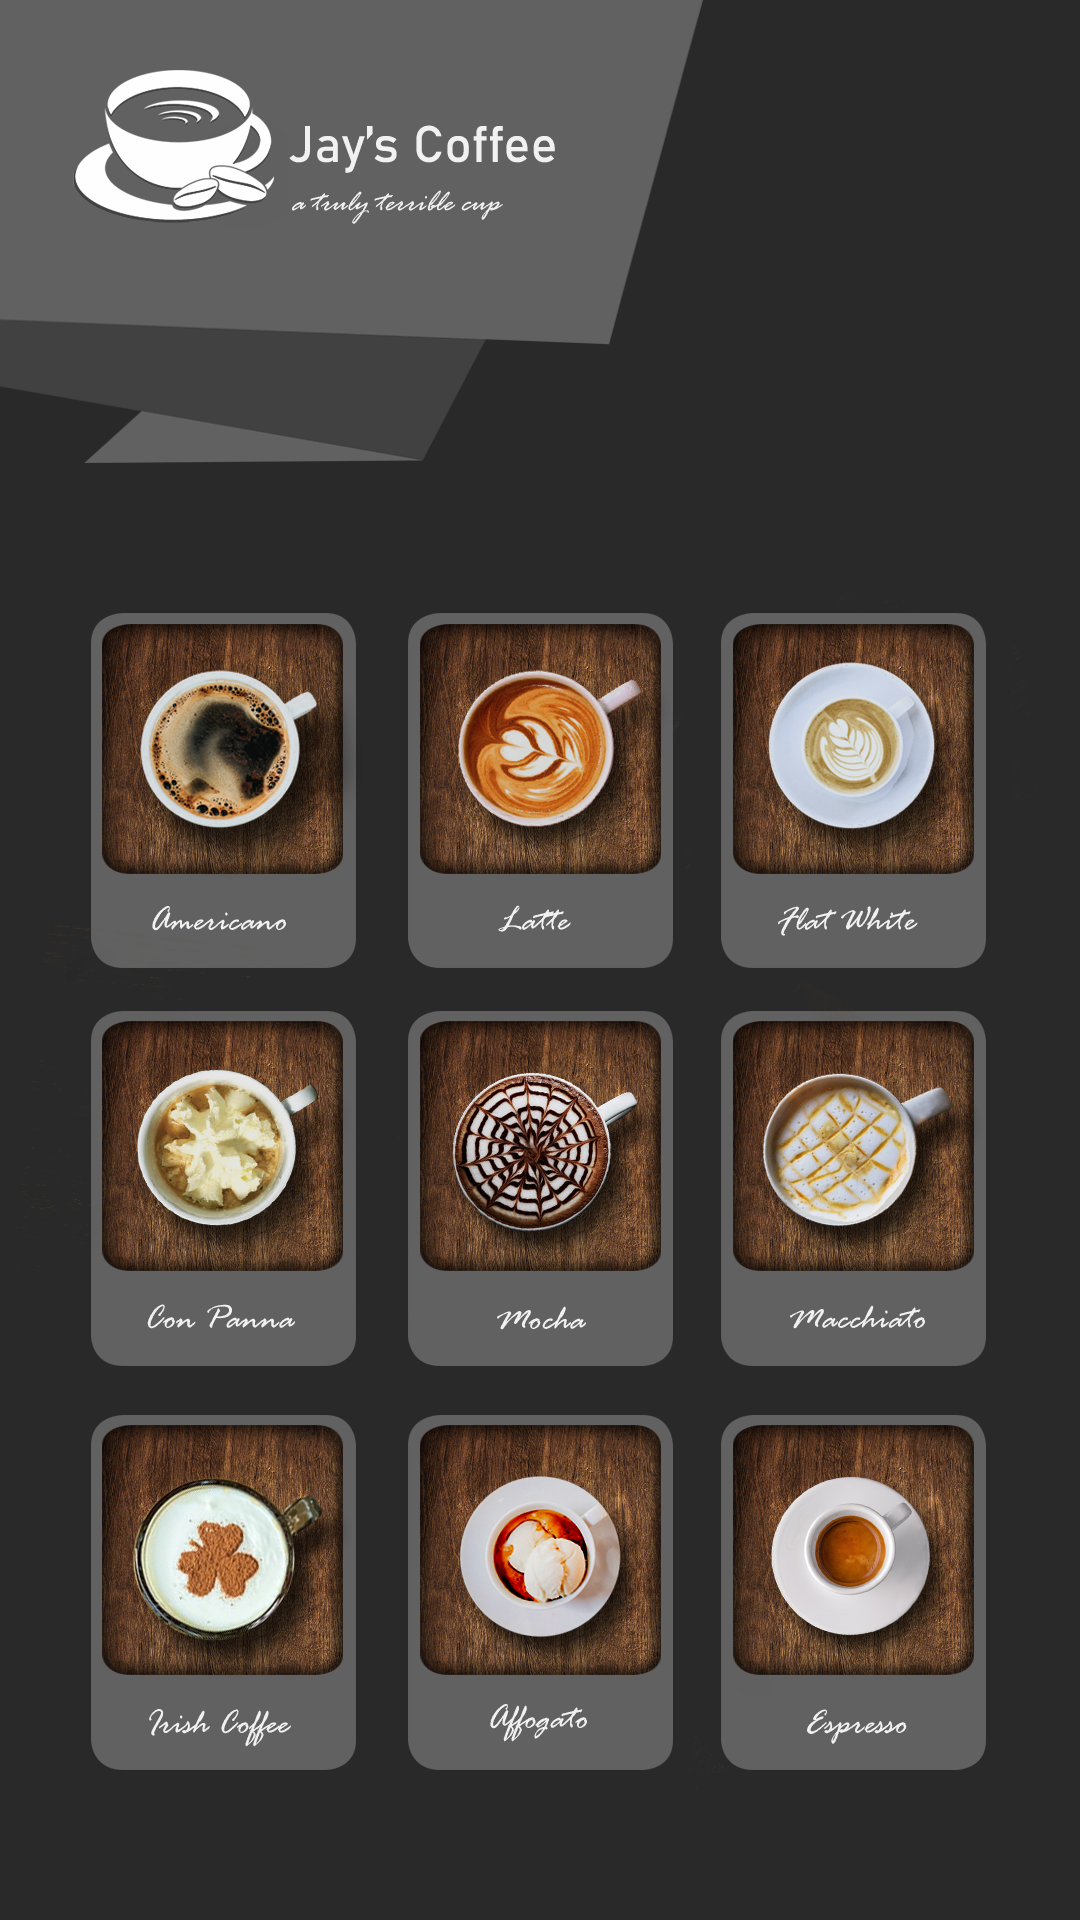 Jay's Coffee
a truly terrible cup
Americano
Latte
Flat White
Con Panna
Mocha
Macchiato
Irish Coffee
Affogato
Espresso